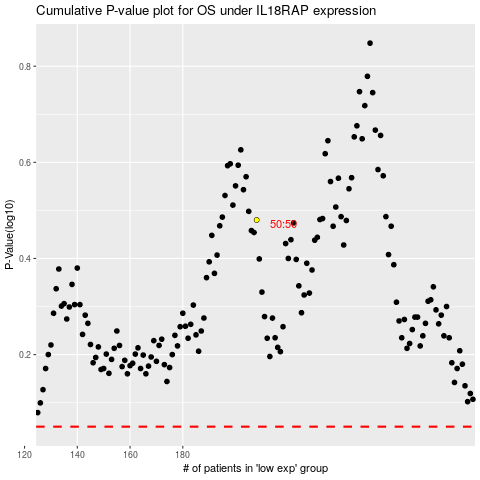 Cumulative P-value plot for OS under IL18RAP expression
P-Value(log10)
0.8
0.6
0.4
0.2
50:50
120 140 160 180
# of patients in 'low exp' group